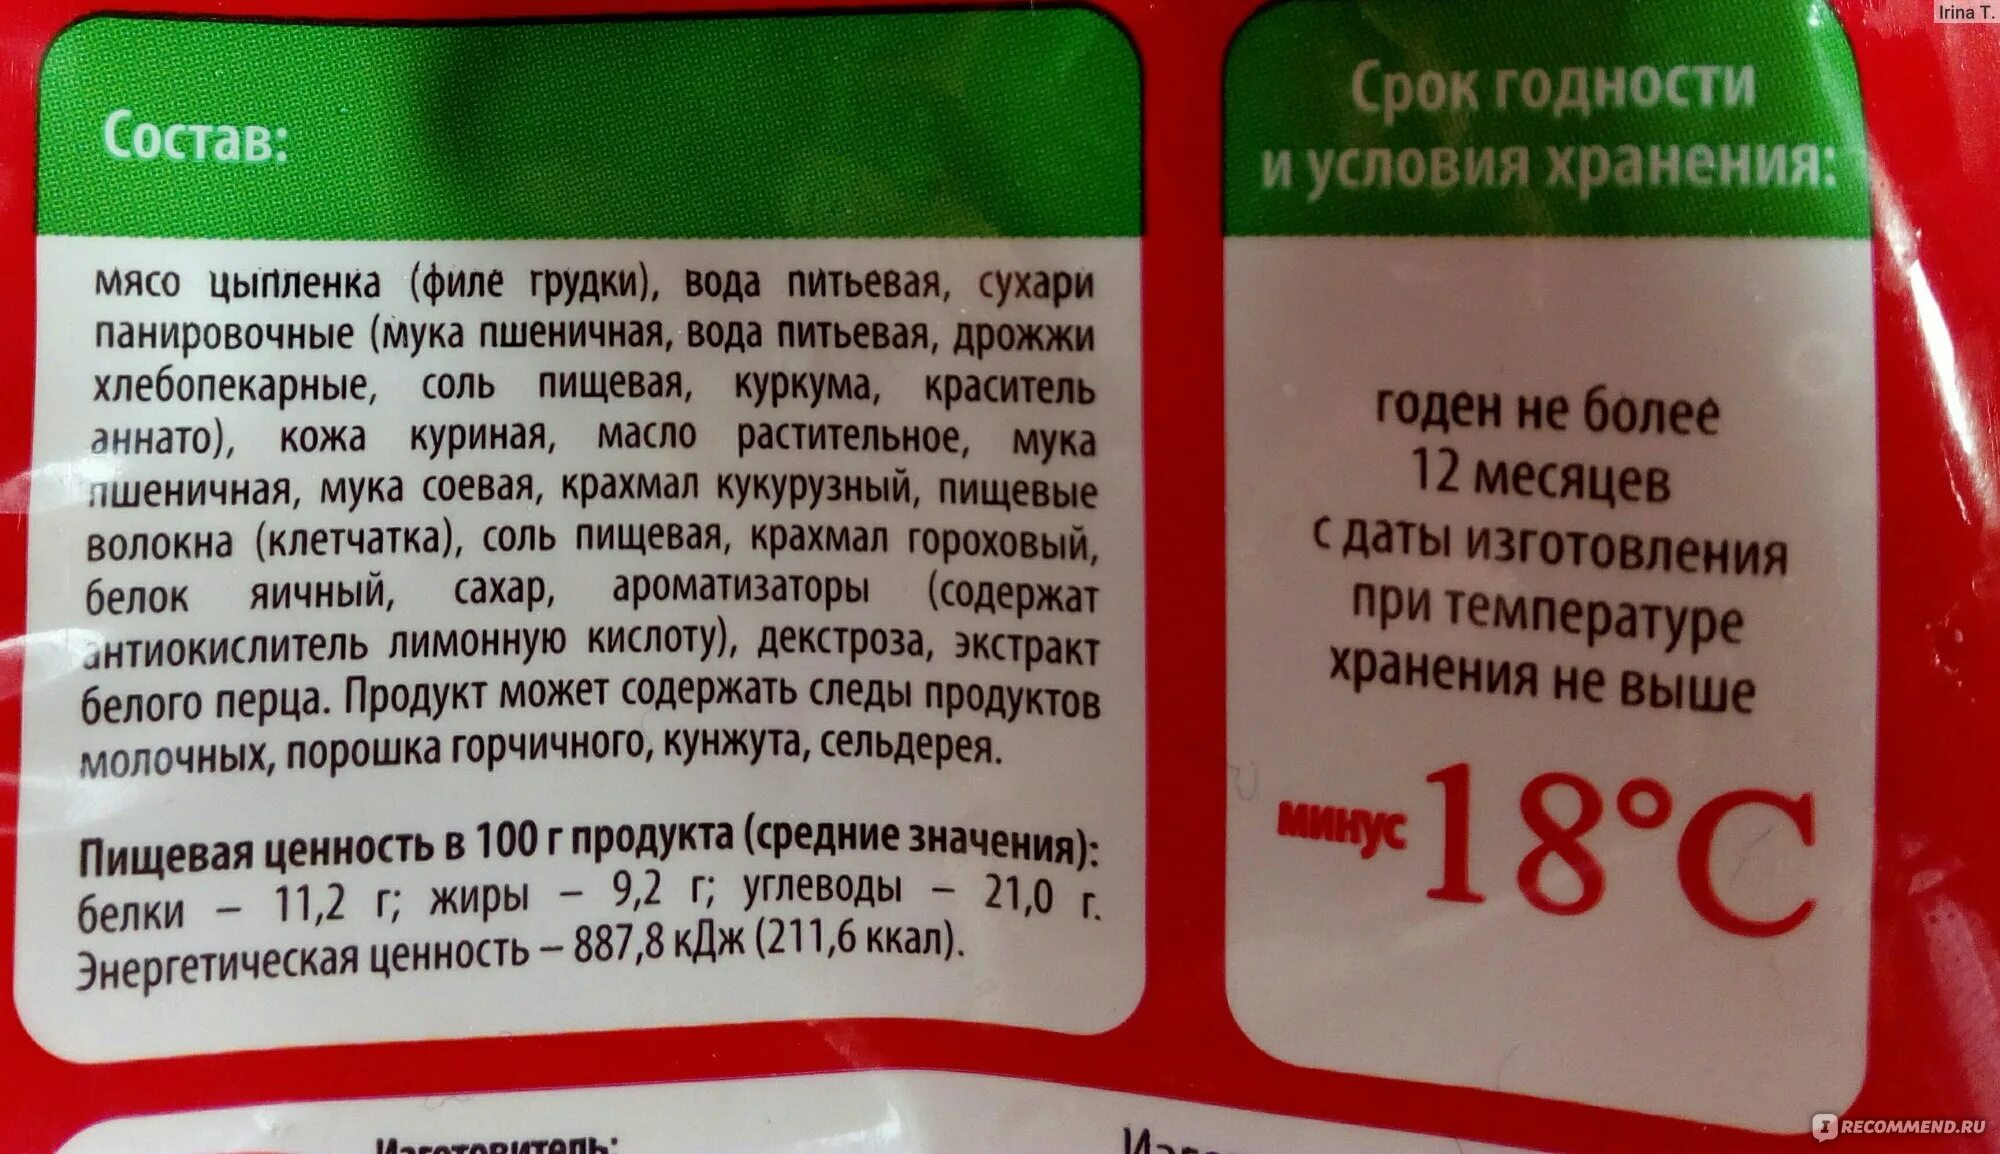 Irina T.
Состав:
мясо цыпленка (филе грудки), вода питьевая, сухари
панировочные (мука пшеничная, вода питьевая, дрожжи
хлебопекарные, соль пищевая, куркума, краситель
аннато), кожа куриная, масло растительное, мука
пшеничная, мука соевая, крахмал кукурузный, пищевые
волокна (клетчатка), соль пищевая, крахмал гороховый,
белок яичный, сахар, ароматизаторы (содержат
антиокислитель лимонную кислоту), декстроза, экстракт
белого перца. Продукт может содержать следы продуктов
молочных, порошка горчичного, кунжута, сельдерея.
Пищевая ценность в 100 г продукта (средние значения):
белки – 11,2 г; жиры – 9,2 г; углеводы – 21,0 г.
Энергетическая ценность – 887,8 кДж (211,6 ккал).
Срок годности
и условия хранения:
годен не более
12 месяцев
с даты изготовления
при температуре
хранения не выше
минус 18°C
Изготовитель:
IRECOMMEND.RU